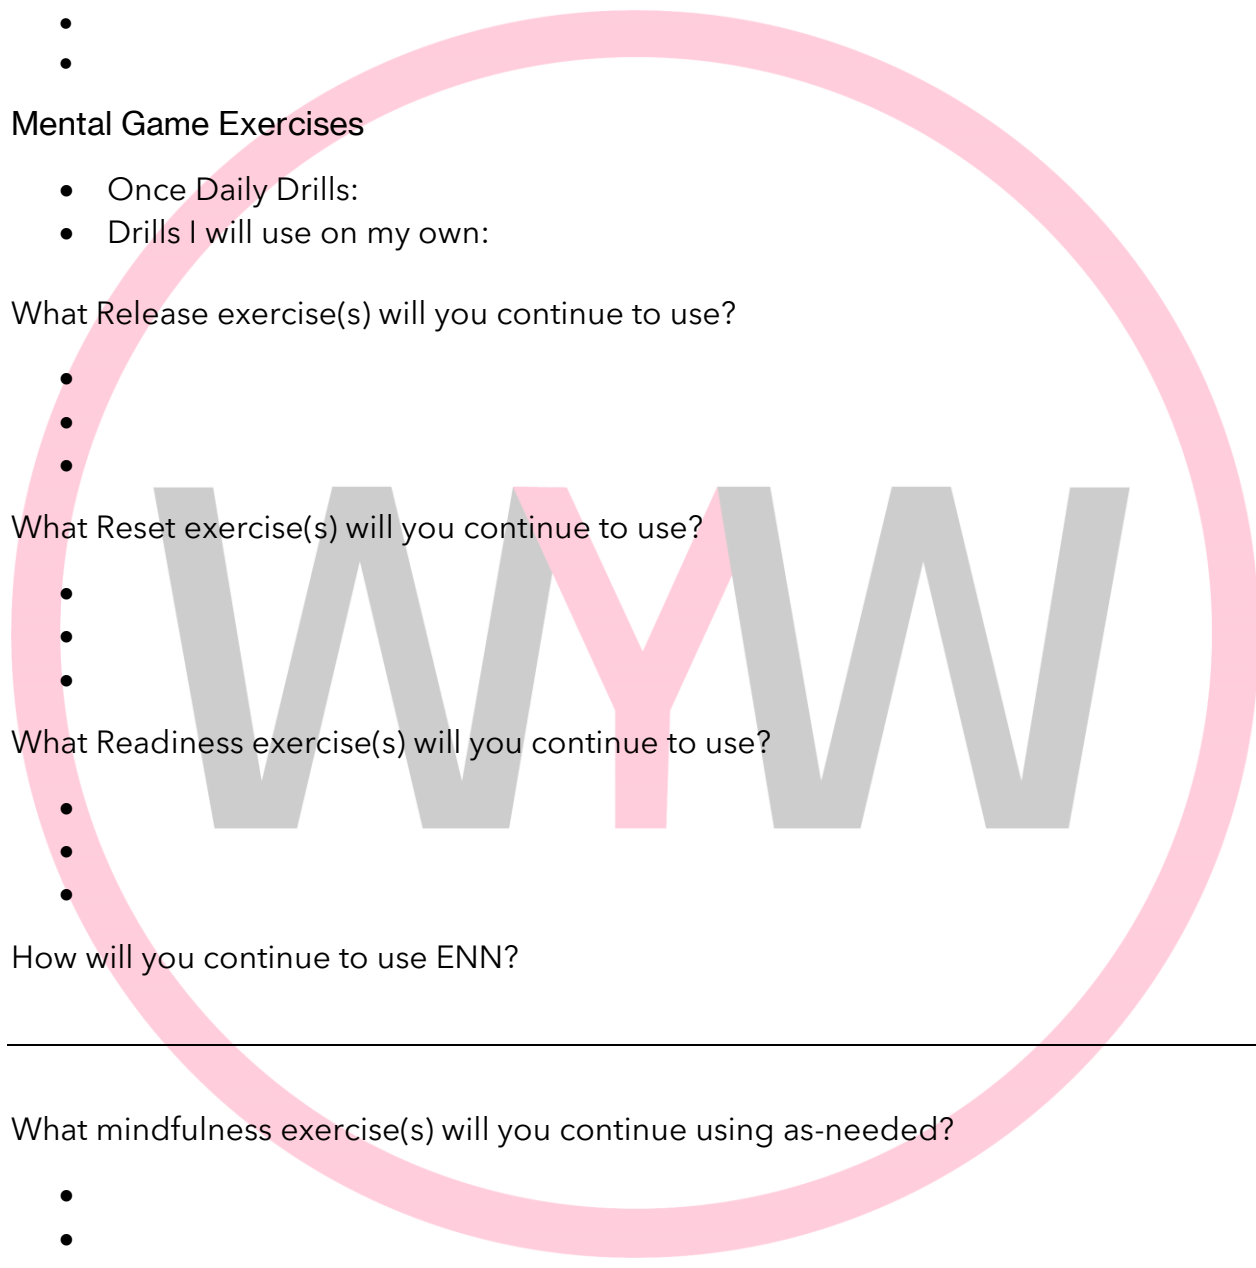 •
•
Mental Game Exercises
• Once Daily Drills:
• Drills I will use on my own:
What Release exercise(s) will you continue to use?
•
•
•
What Reset exercise(s) will you continue to use?
•
•
•
What Readiness exercise(s) will you continue to use?
•
•
•
How will you continue to use ENN?
What mindfulness exercise(s) will you continue using as-needed?
•
•
WYW